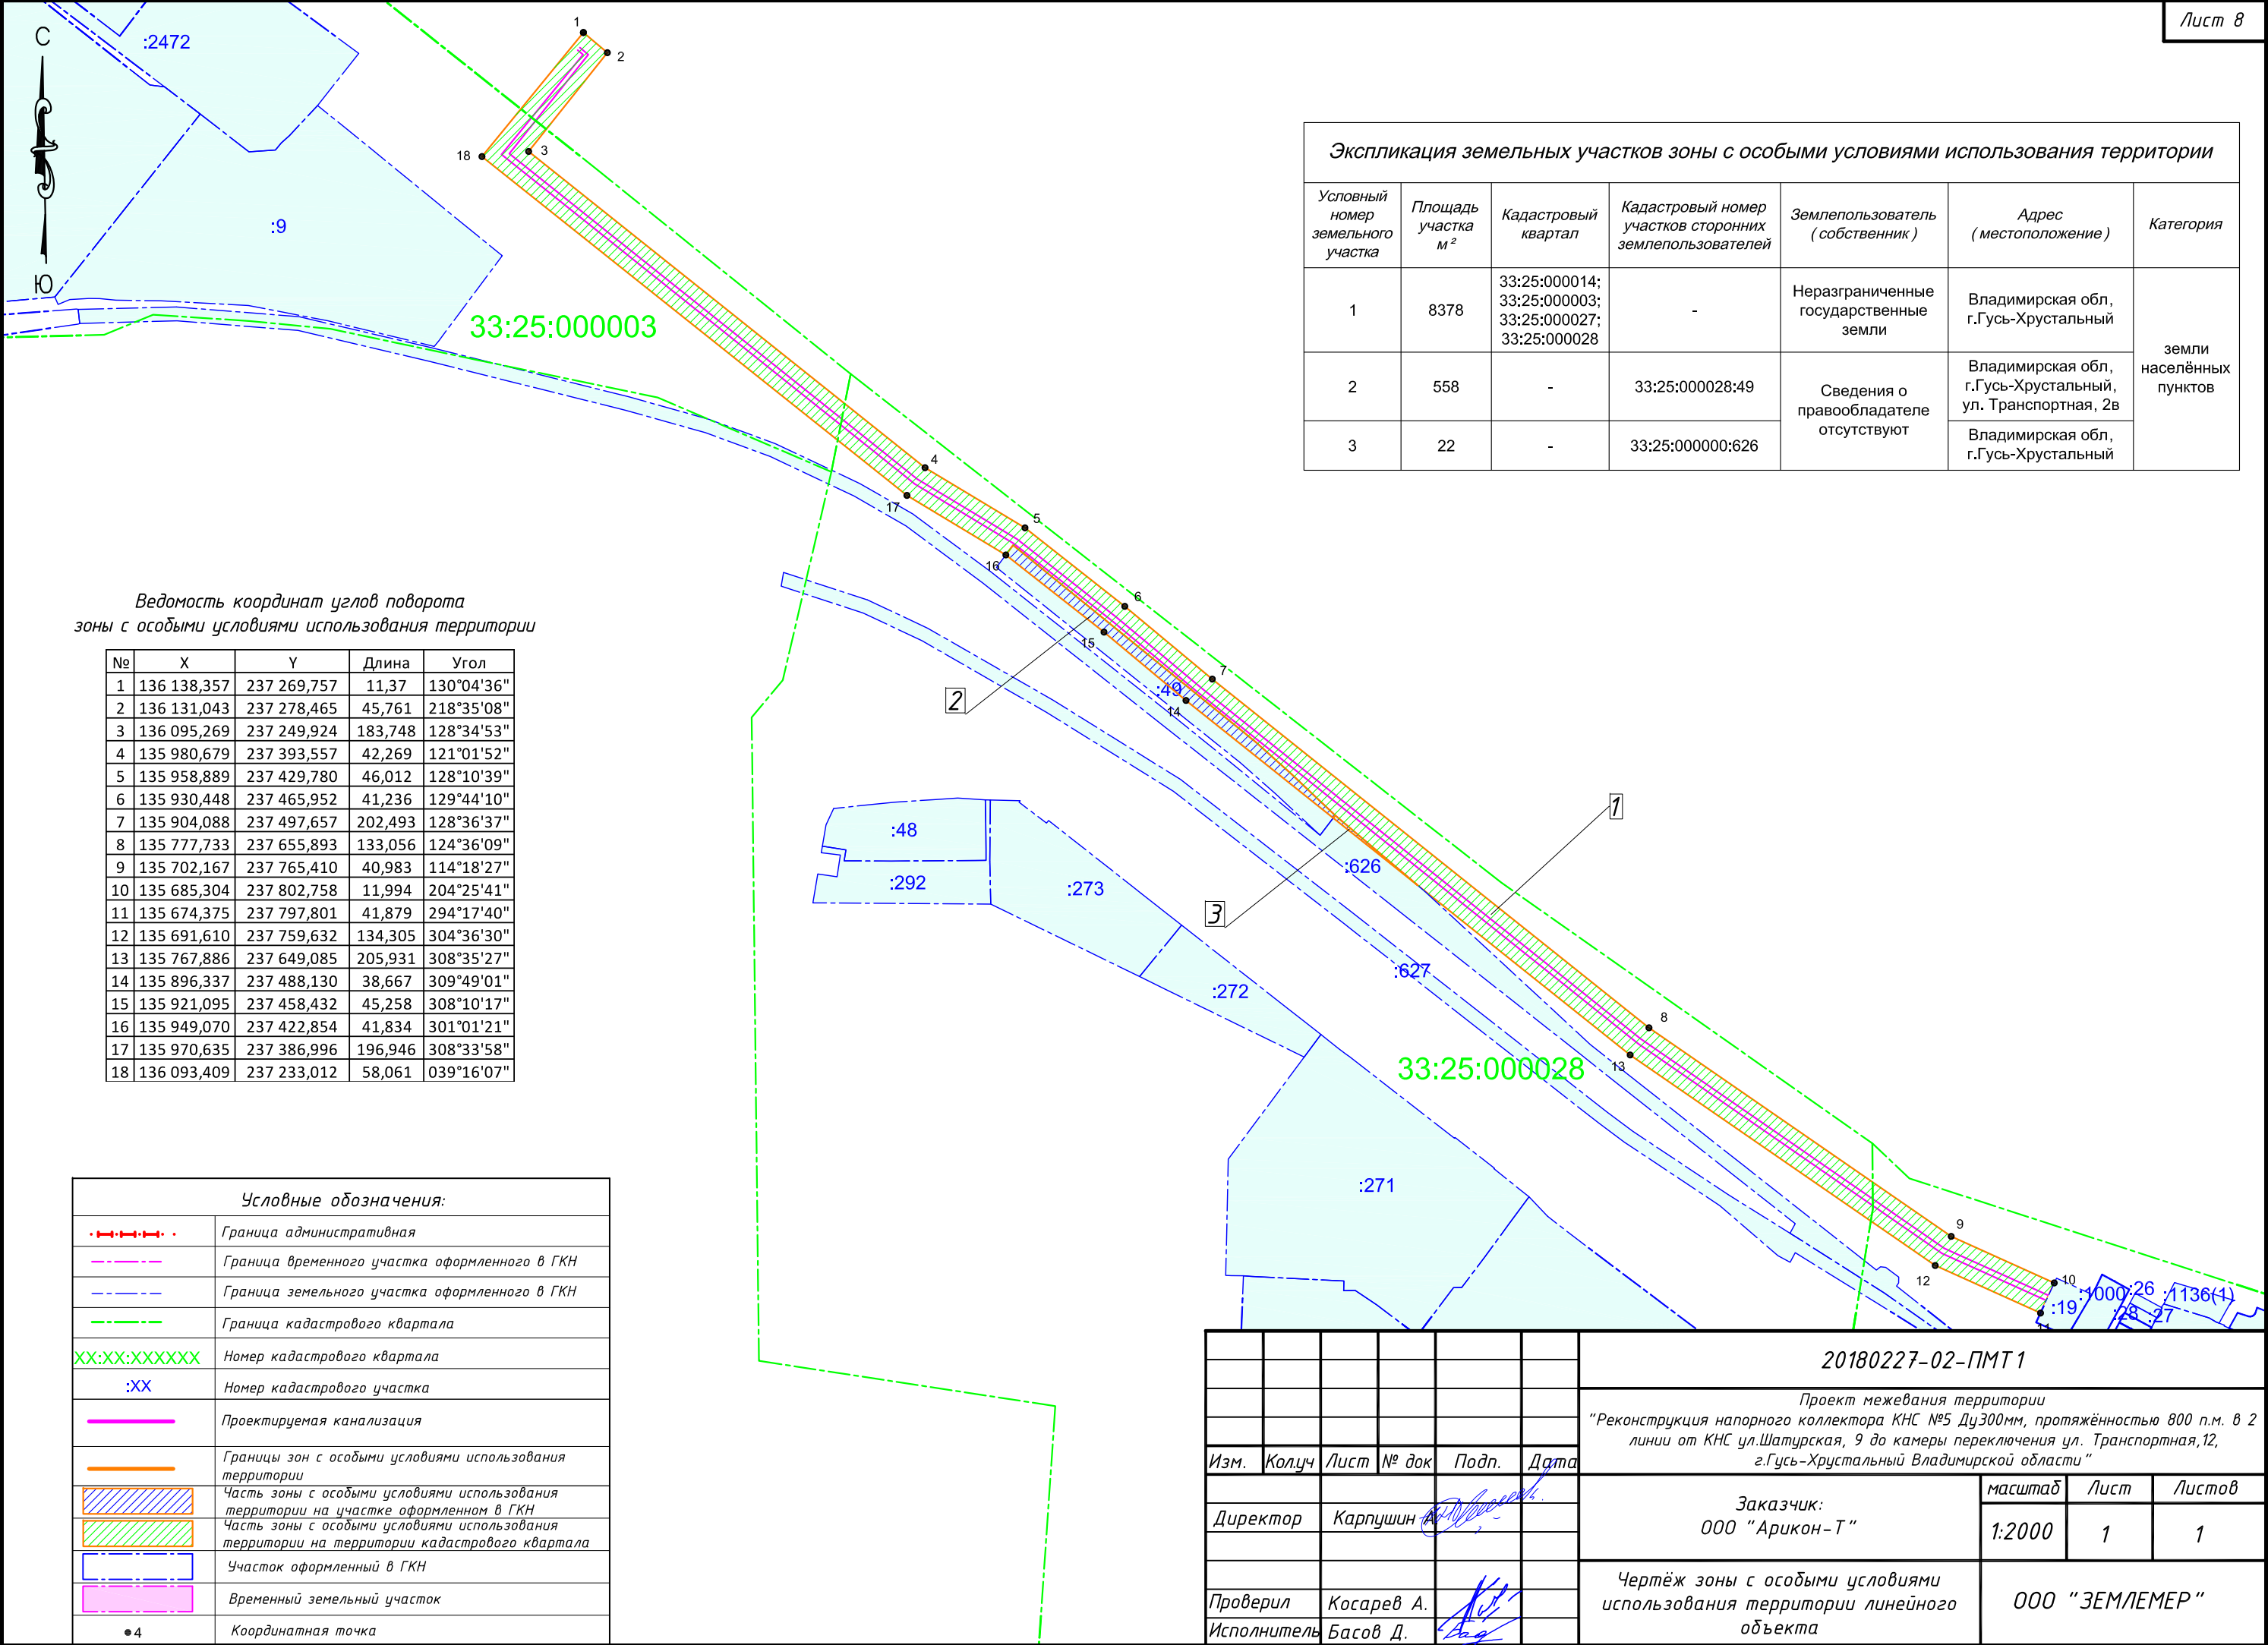 Лист 8
С
Ю
:2472
:9
33:25:000003
1
2
3
18
4
17
5
16
6
15
7
14
:49
2
1
3
:48
:292
:273
:272
:271
:626
:627
33:25:000028
8
13
9
12
10
11
:19
:1000
:26
:28
:27
:1136(1)
Экспликация земельных участков зоны с особыми условиями использования территории
Условный номер земельного участка | Площадь участка м² | Кадастровый квартал | Кадастровый номер участков сторонних землепользователей | Землепользователь (собственник) | Адрес (местоположение) | Категория
1 | 8378 | 33:25:000014; 33:25:000003; 33:25:000027; 33:25:000028 | - | Неразграниченные государственные земли | Владимирская обл, г.Гусь-Хрустальный | земли населённых пунктов
2 | 558 | - | 33:25:000028:49 | Сведения о правообладателе отсутствуют | Владимирская обл, г.Гусь-Хрустальный, ул. Транспортная, 2в
3 | 22 | - | 33:25:000000:626 | Владимирская обл, г.Гусь-Хрустальный
Ведомость координат углов поворота
зоны с особыми условиями использования территории
№ X Y Длина Угол
1 136 138,357 237 269,757 11,37 130°04'36"
2 136 131,043 237 278,465 45,761 218°35'08"
3 136 095,269 237 249,924 183,748 128°34'53"
4 135 980,679 237 393,557 42,269 121°01'52"
5 135 958,889 237 429,780 46,012 128°10'39"
6 135 930,448 237 465,952 41,236 129°44'10"
7 135 904,088 237 497,657 202,493 128°36'37"
8 135 777,733 237 655,893 133,056 124°36'09"
9 135 702,167 237 765,410 40,983 114°18'27"
10 135 685,304 237 802,758 11,994 204°25'41"
11 135 674,375 237 797,801 41,879 294°17'40"
12 135 691,610 237 759,632 134,305 304°36'30"
13 135 767,886 237 649,085 205,931 308°35'27"
14 135 896,337 237 488,130 38,667 309°49'01"
15 135 921,095 237 458,432 45,258 308°10'17"
16 135 949,070 237 422,854 41,834 301°01'21"
17 135 970,635 237 386,996 196,946 308°33'58"
18 136 093,409 237 233,012 58,061 039°16'07"
Условные обозначения:
Граница административная
Граница временного участка оформленного в ГКН
Граница земельного участка оформленного в ГКН
Граница кадастрового квартала
XX:XX:XXXXXX Номер кадастрового квартала
:XX Номер кадастрового участка
Проектируемая канализация
Границы зон с особыми условиями использования
территории
Часть зоны с особыми условиями использования
территории на участке оформленном в ГКН
Часть зоны с особыми условиями использования
территории на территории кадастрового квартала
Участок оформленный в ГКН
Временный земельный участок
4 Координатная точка
20180227-02-ПМТ1
Проект межевания территории
"Реконструкция напорного коллектора КНС №5 Ду300мм, протяжённостью 800 п.м. в 2
линии от КНС ул.Шатурская, 9 до камеры переключения ул. Транспортная,12,
г.Гусь-Хрустальный Владимирской области"
Изм. Кол.уч Лист № док Подп. Дата
Директор Карпушин А.
Проверил Косарев А.
Исполнитель Басов Д.
Заказчик:
ООО "Арикон-Т"
масштаб Лист Листов
1:2000 1 1
Чертёж зоны с особыми условиями
использования территории линейного
объекта
ООО "ЗЕМЛЕМЕР"